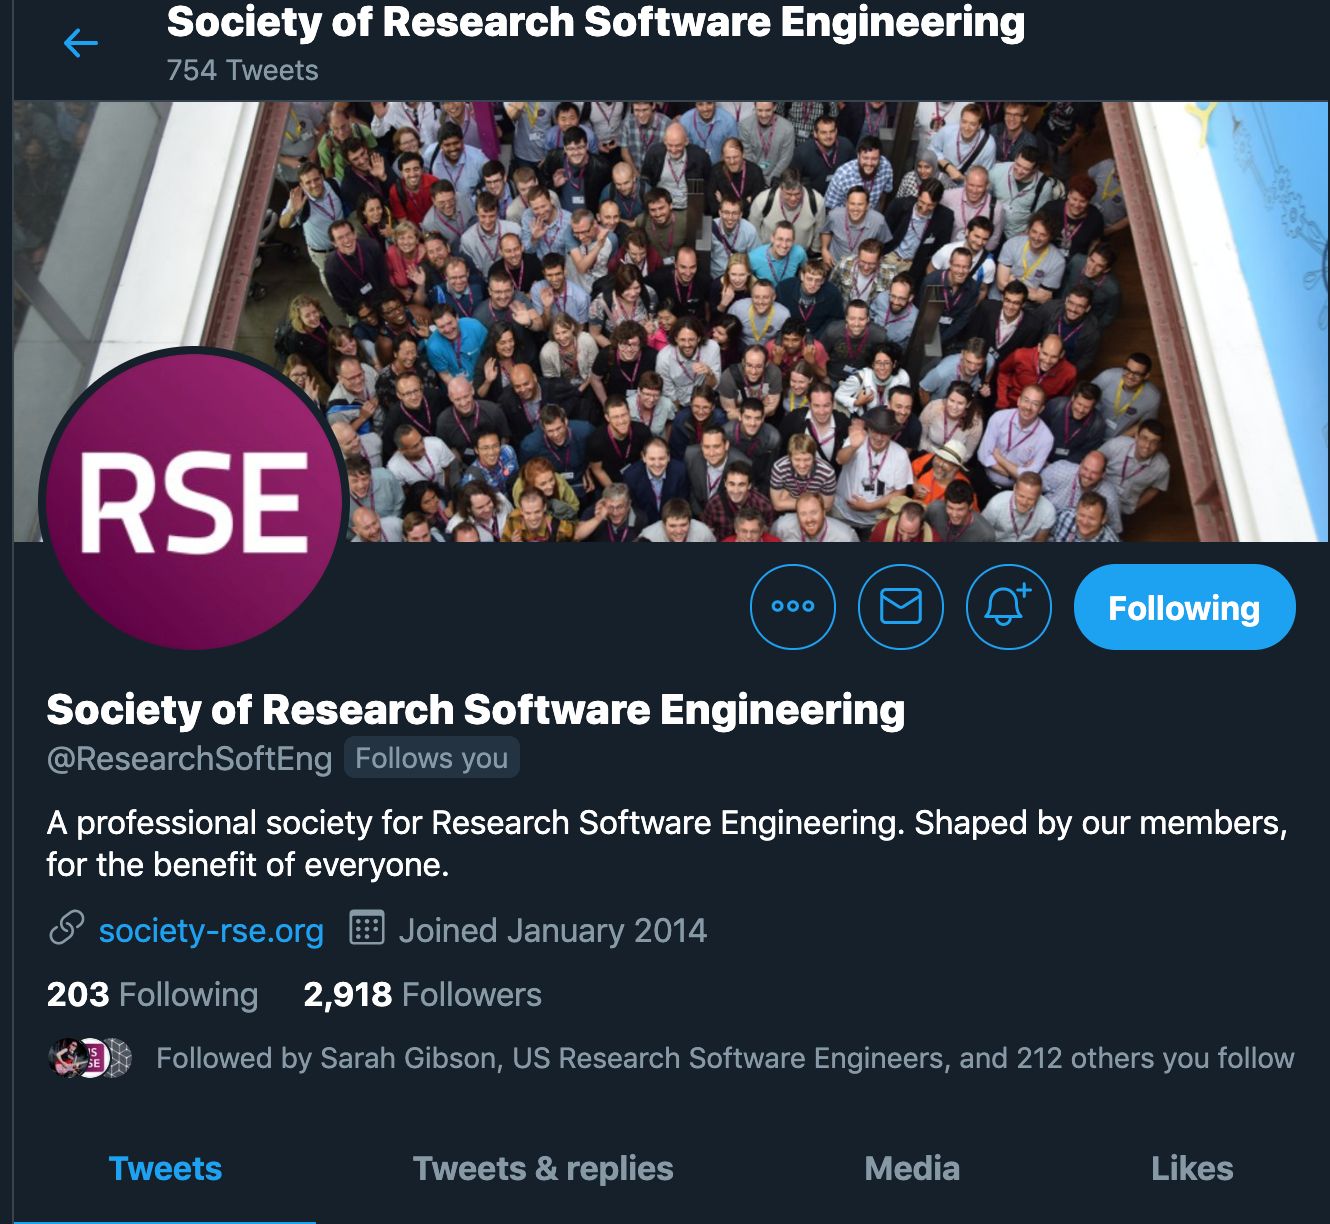 Society of Research Software Engineering
754 Tweets
RSE
Following
Society of Research Software Engineering
@ResearchSoftEng Follows you
A professional society for Research Software Engineering. Shaped by our members,
for the benefit of everyone.
society-rse.org Joined January 2014
203 Following 2,918 Followers
Followed by Sarah Gibson, US Research Software Engineers, and 212 others you follow
Tweets Tweets & replies Media Likes